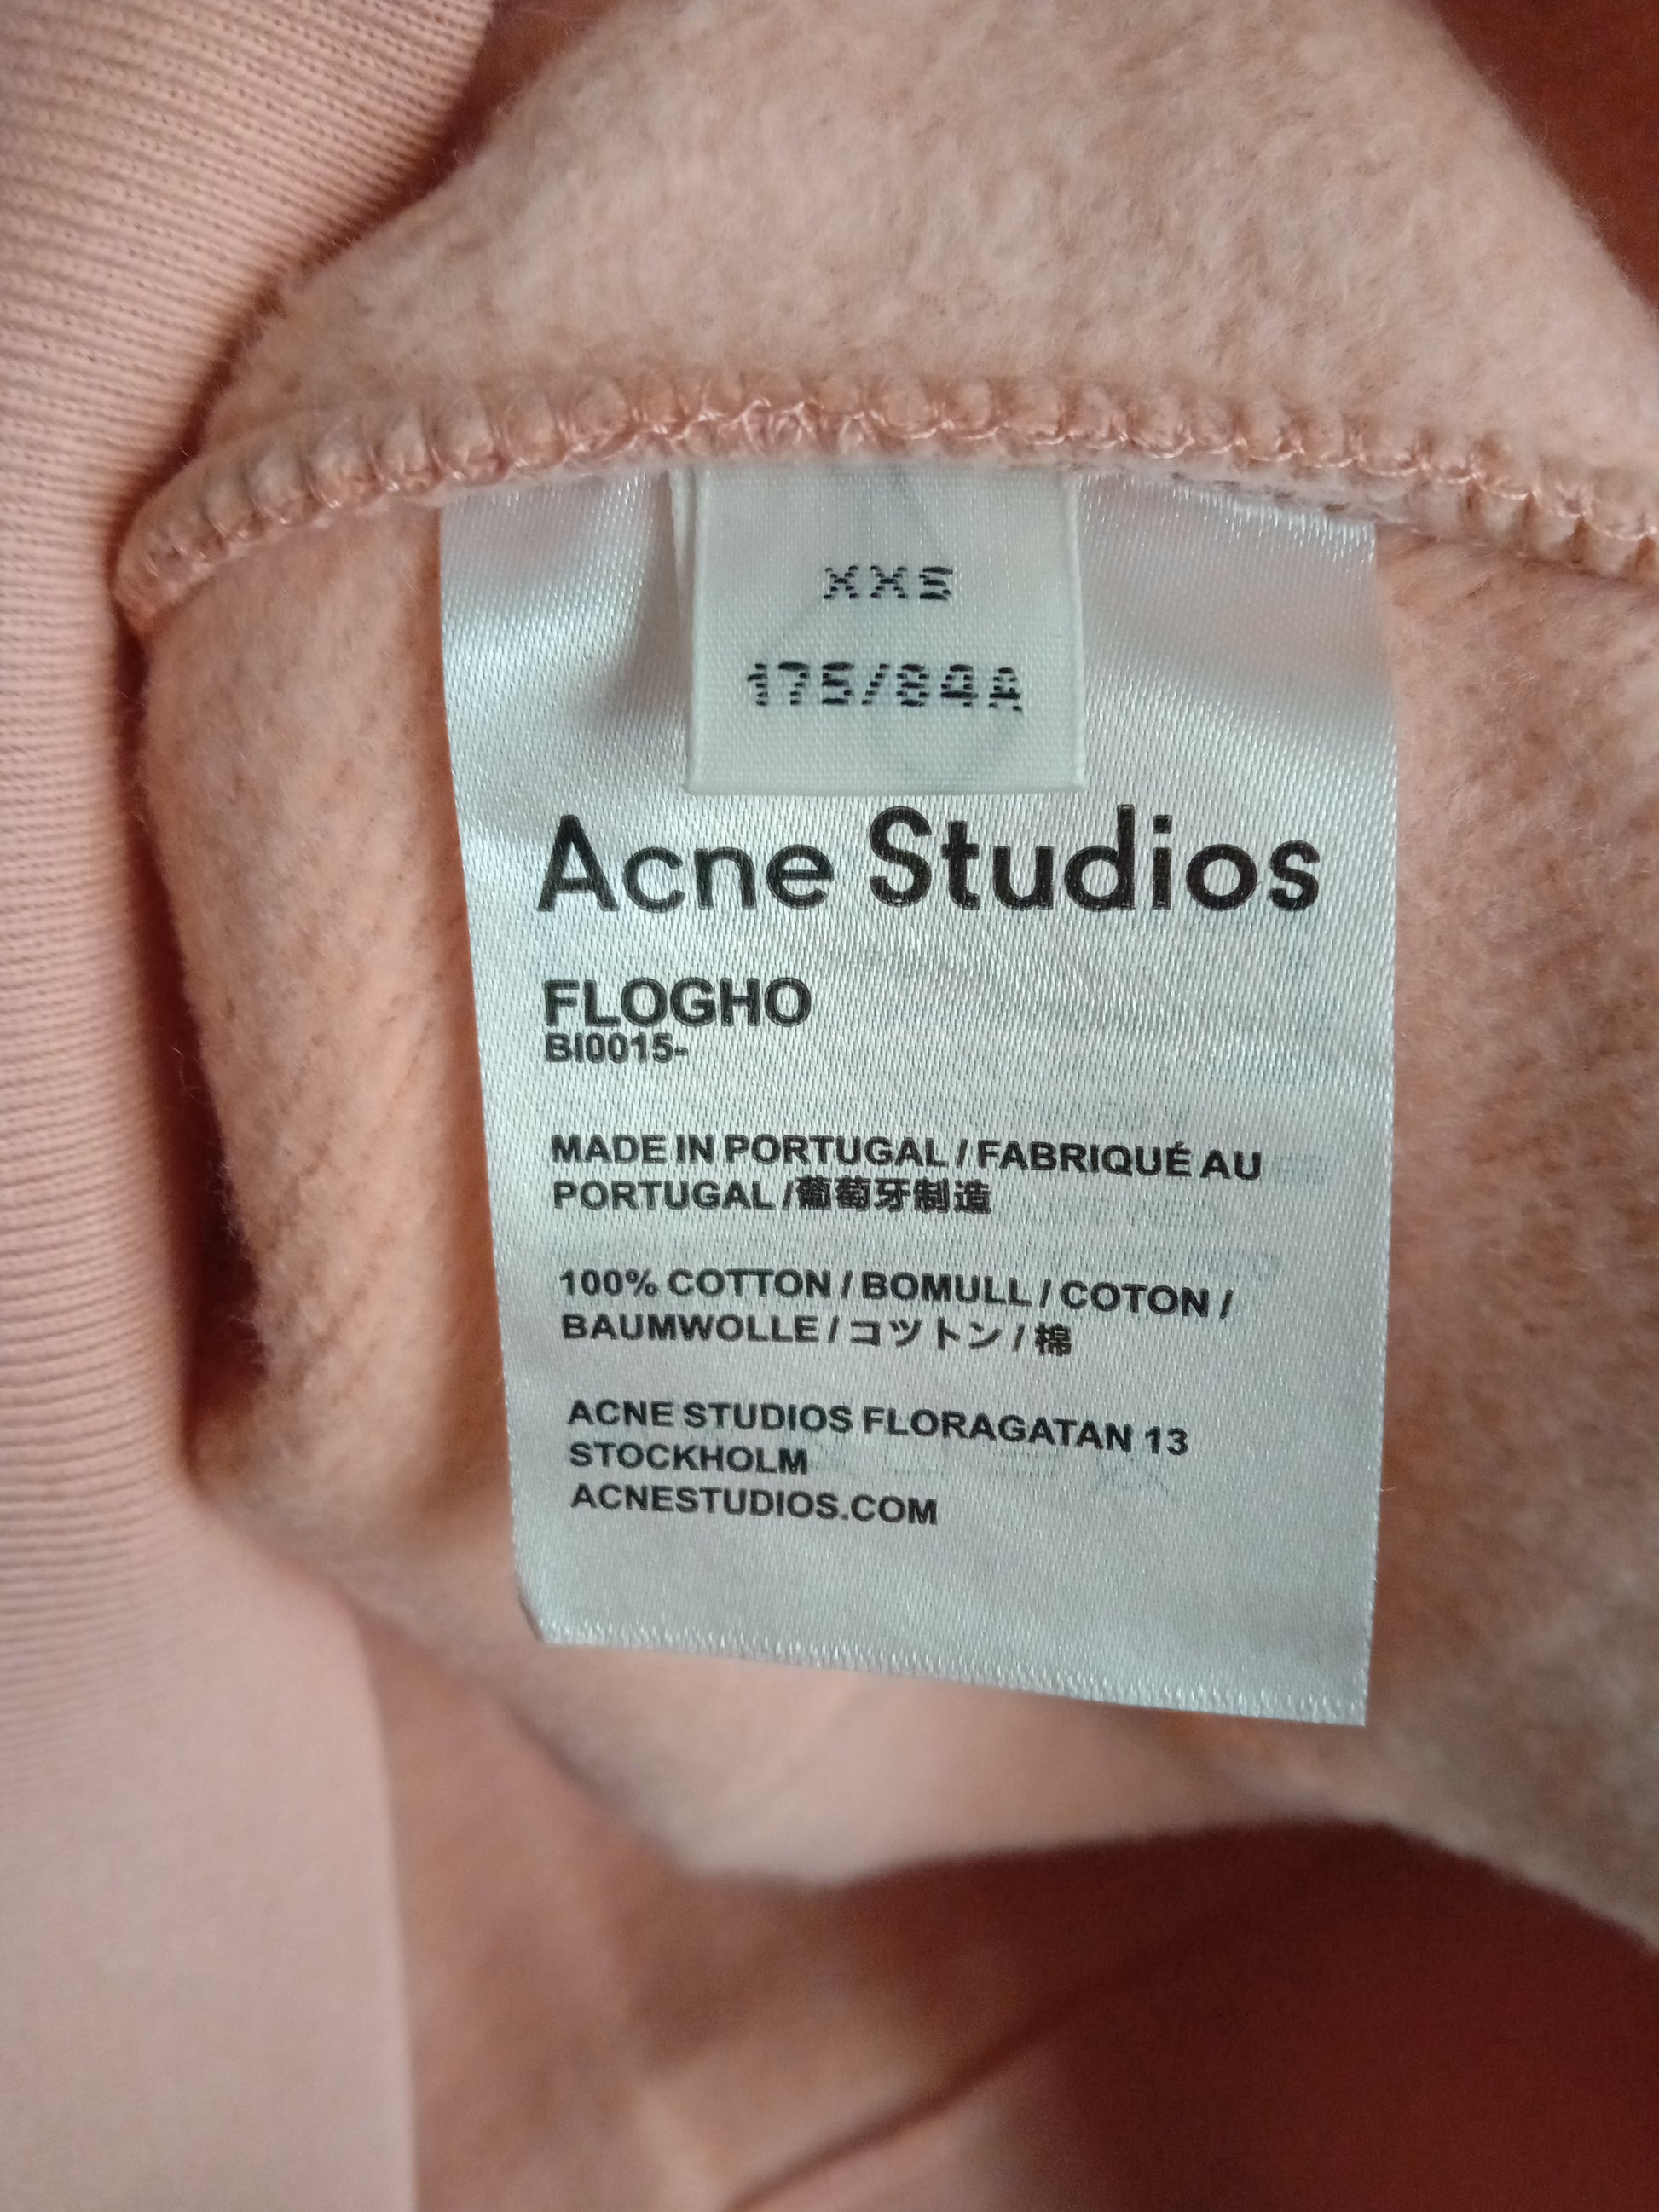 XXS
175/84A
Acne Studios
FLOGHO
BI0015-
MADE IN PORTUGAL / FABRIQUÉ AU
PORTUGAL /葡萄牙制造
100% COTTON / BOMULL / COTON /
BAUMWOLLE / コツトン / 棉
ACNE STUDIOS FLORAGATAN 13
STOCKHOLM
ACNESTUDIOS.COM